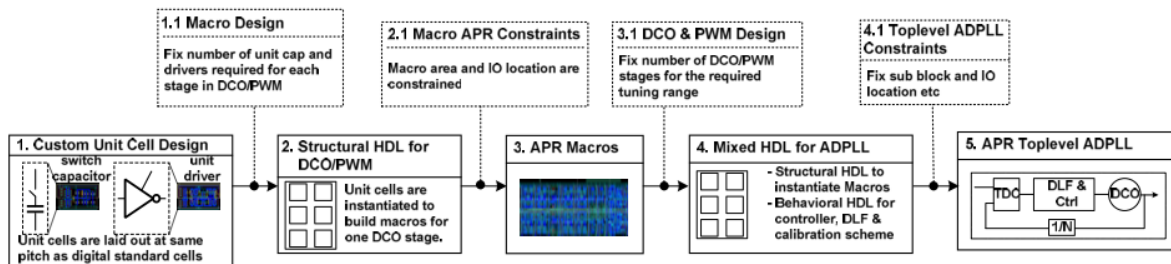 1.1 Macro Design
Fix number of unit cap and
drivers required for each
stage in DCO/PWM
2.1 Macro APR Constraints
Macro area and IO location are
constrained
3.1 DCO & PWM Design
Fix number of DCO/PWM
stages for the required
tuning range
4.1 Toplevel ADPLL
Constraints
Fix sub block and IO
location etc
1. Custom Unit Cell Design
switch
capacitor
unit
driver
Unit cells are laid out at same
pitch as digital standard cells
2. Structural HDL for
DCO/PWM
Unit cells are
instantiated to
build macros for
one DCO stage.
3. APR Macros
4. Mixed HDL for ADPLL
- Structural HDL to
instantiate Macros
- Behavioral HDL for
controller, DLF &
calibration scheme
5. APR Toplevel ADPLL
TDC
DLF &
Ctrl
DCO
1/N